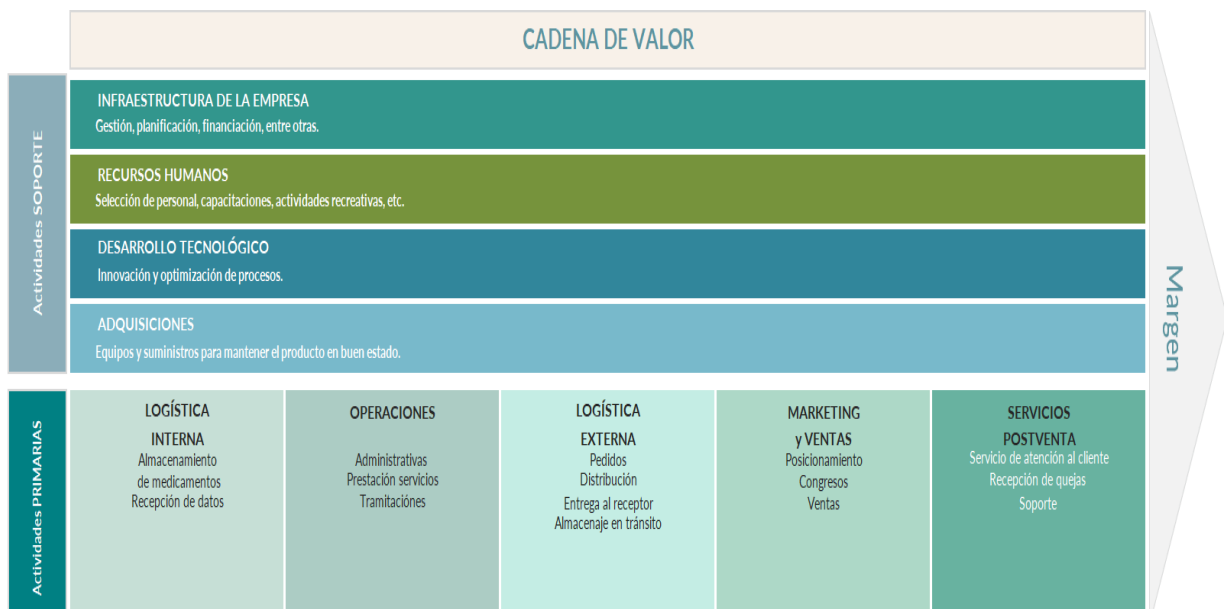 CADENA DE VALOR
Actividades SOPORTE
INFRAESTRUCTURA DE LA EMPRESA
Gestión, planificación, financiación, entre otras.
RECURSOS HUMANOS
Selección de personal, capacitaciones, actividades recreativas, etc.
DESARROLLO TECNOLÓGICO
Innovación y optimización de procesos.
ADQUISICIONES
Equipos y suministros para mantener el producto en buen estado.
Margen
Actividades PRIMARIAS
LOGÍSTICA
INTERNA
Almacenamiento
de medicamentos
Recepción de datos
OPERACIONES
Administrativas
Prestación servicios
Tramitaciónes
LOGÍSTICA
EXTERNA
Pedidos
Distribución
Entrega al receptor
Almacenaje en tránsito
MARKETING
y VENTAS
Posicionamiento
Congresos
Ventas
SERVICIOS
POSTVENTA
Servicio de atención al cliente
Recepción de quejas
Soporte